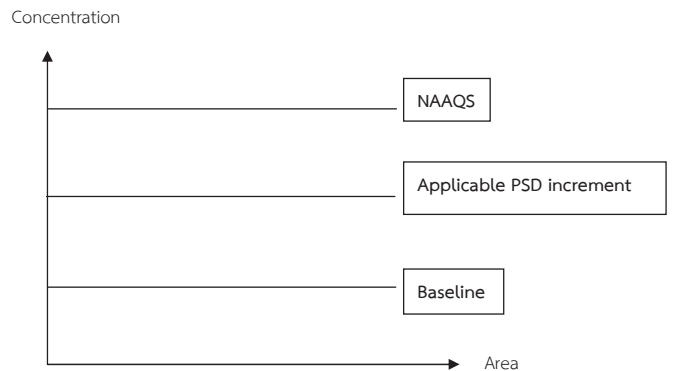 Concentration
NAAQS
Applicable PSD increment
Baseline
Area